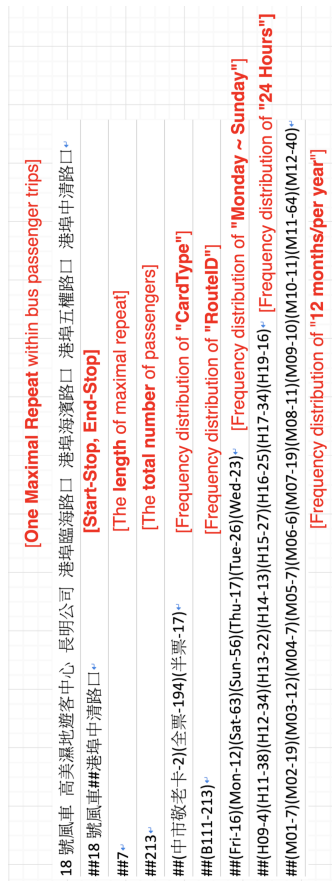 [One Maximal Repeat within bus passenger trips]
18 號風車 高美濕地遊客中心 長明公司 港埠臨海路口 港埠海濱路口 港埠五權路口 港埠中清路口
##18 號風車##港埠中清路口 [Start-Stop, End-Stop]
##7 [The length of maximal repeat]
##213 [The total number of passengers]
##(中市敬老卡-2)(全票-194)(半票-17) [Frequency distribution of "CardType"]
##(B111-213) [Frequency distribution of "RouteID"]
##(Fri-16)(Mon-12)(Sat-63)(Sun-56)(Thu-17)(Tue-26)(Wed-23) [Frequency distribution of "Monday ~ Sunday"]
##(H09-4)(H11-38)(H12-34)(H13-22)(H14-13)(H15-27)(H16-25)(H17-34)(H19-16) [Frequency distribution of "24 Hours"]
##(M01-7)(M02-19)(M03-12)(M04-7)(M05-7)(M06-6)(M07-19)(M08-11)(M09-10)(M10-11)(M11-64)(M12-40)
[Frequency distribution of "12 months/per year"]